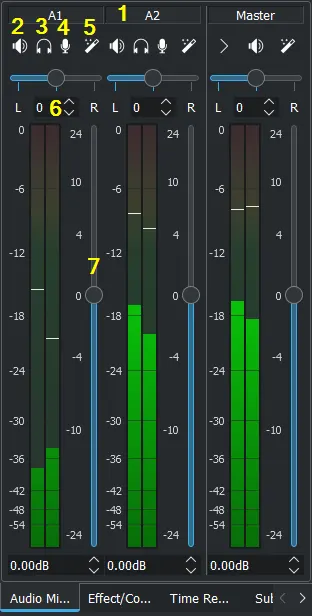 1
A1 A2 Master
2 3 4 5
L 0 R L 0 R
6
0 24 0 24 0 24
-6 10 -6 10 -6 10
-12 4 -12 4 -12 4
7
-18 0 -18 0 -18 0
-24 -4 -24 -4 -24 -4
-30 -10 -30 -10 -30 -10
-36 -36 -36
-42 -42 -42
-48 -48 -48
-54 -24 -54 -24 -54 -24
0.00dB 0.00dB 0.00dB
Audio Mi... Effect/Co... Time Re... Sub